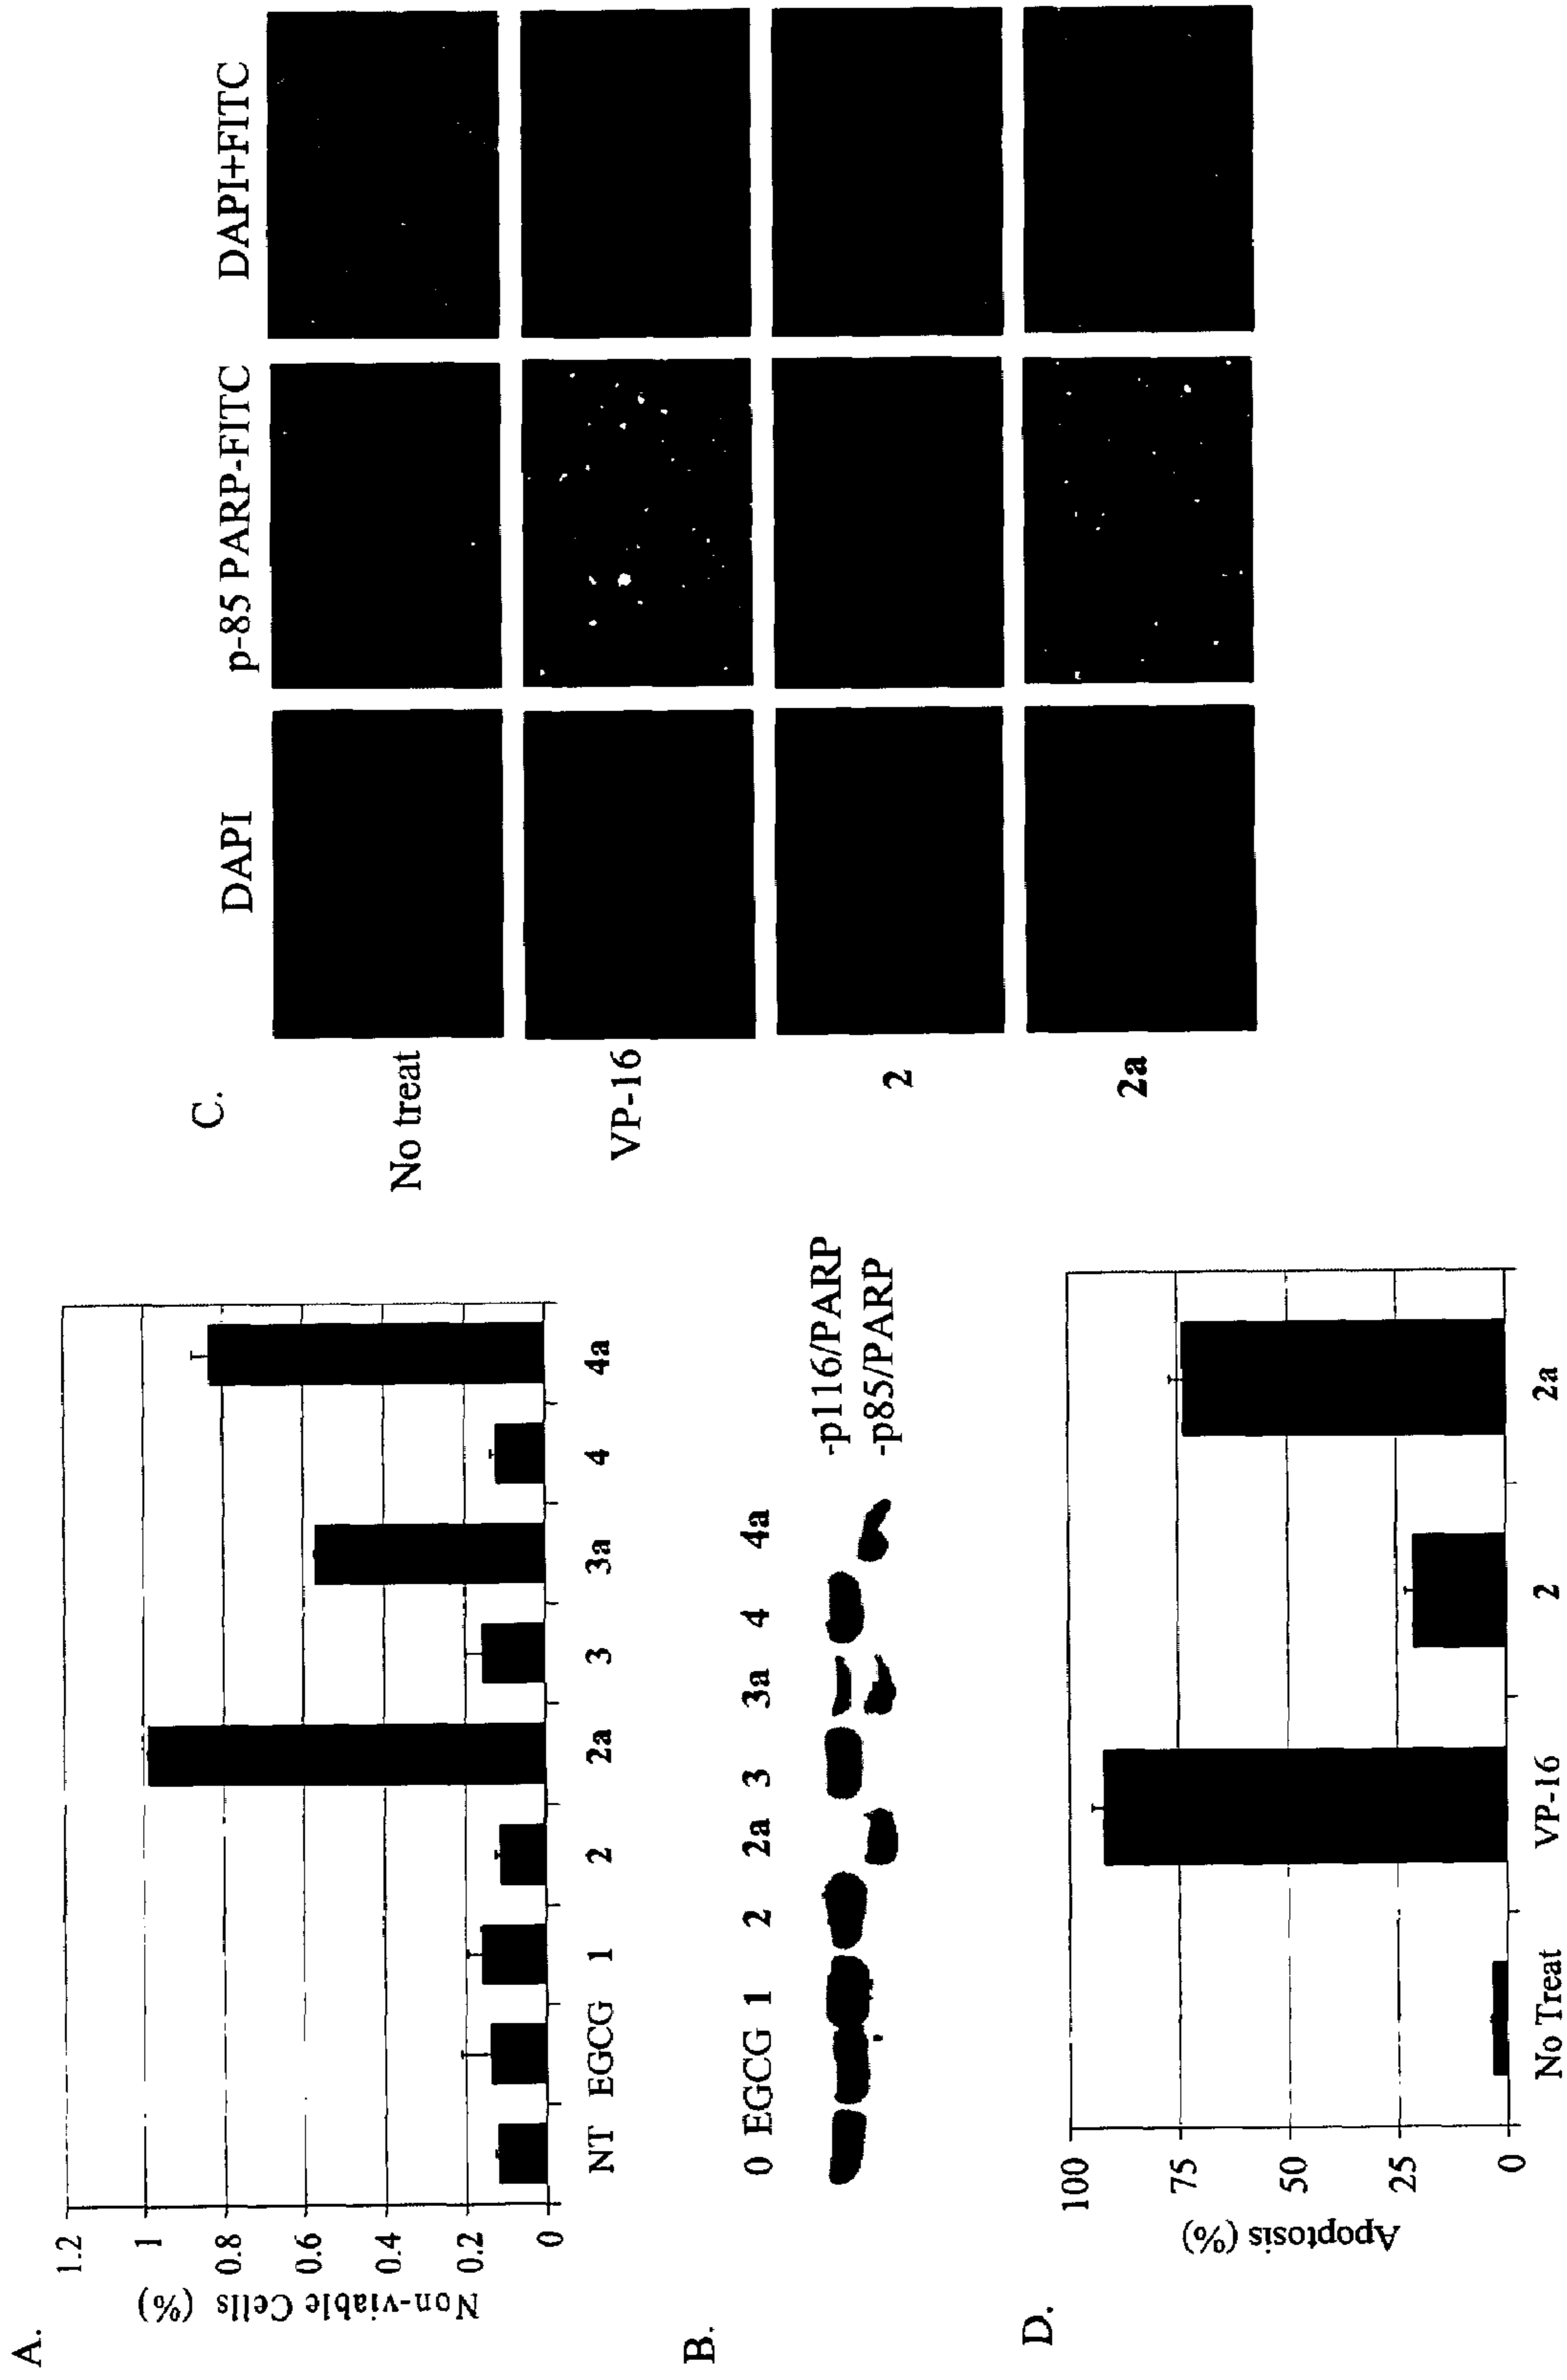 A.
Non-viable Cells (%)
1.2
1
0.8
0.6
0.4
0.2
0
NT EGCG 1 2 2a 3 3a 4 4a
B.
0 EGCG 1 2 2a 3 3a 4 4a
-p116/PARP
-p85/PARP
C.
DAPI p-85 PARP-FITC DAPI+FITC
No treat
VP-16
2
2a
D.
Apoptosis (%)
100
75
50
25
0
No Treat VP-16 2 2a